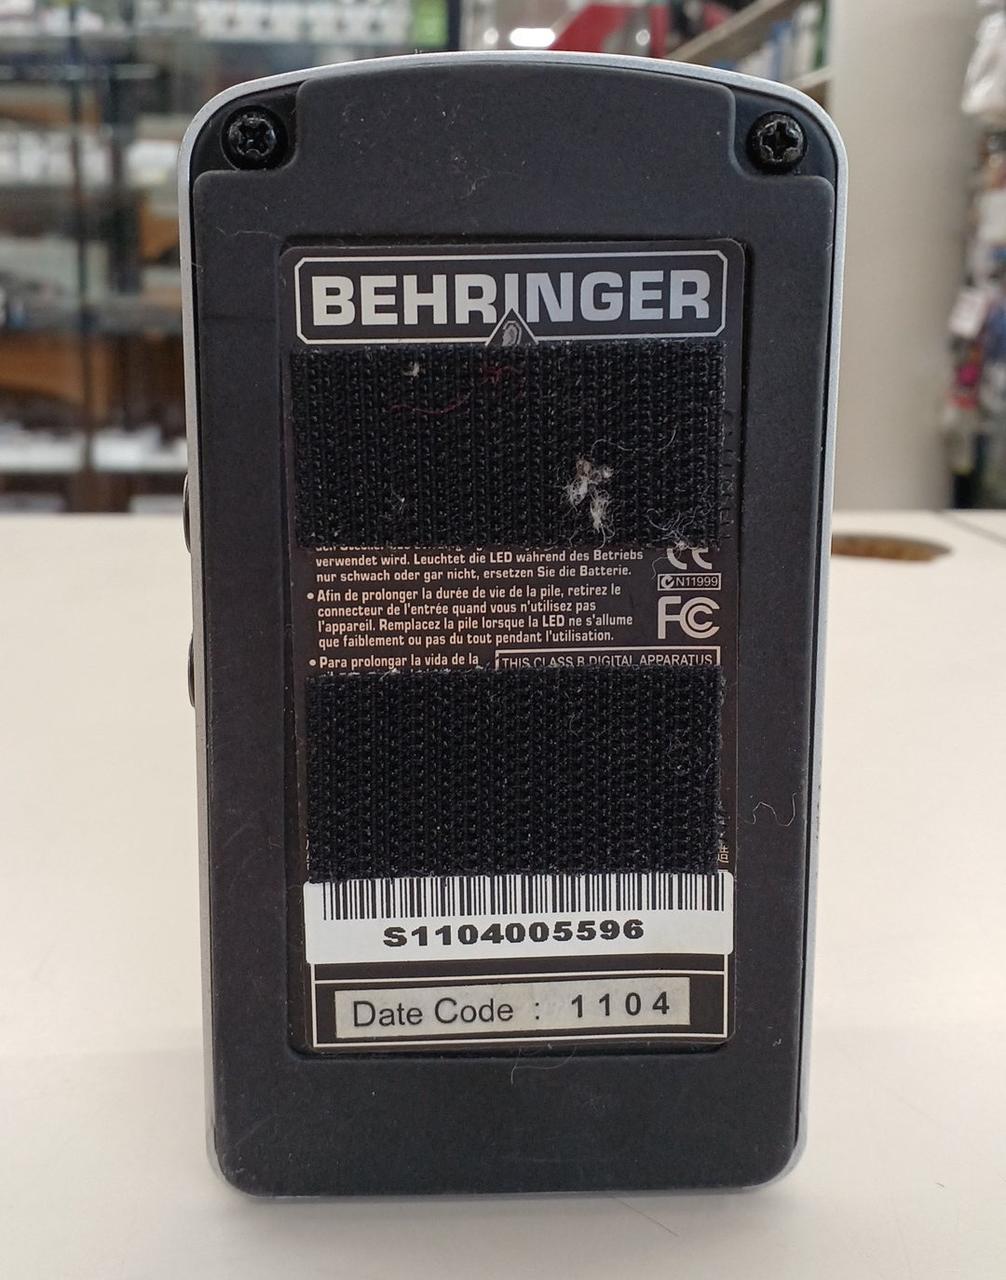 BEHRINGER
verwendet wird. Leuchtet die LED während des Betriebs
nur schwach oder gar nicht, ersetzen Sie die Batterie.
CE
N11999
• Afin de prolonger la durée de vie de la pile, retirez le
connecteur de l'entrée quand vous n'utilisez pas
l'appareil. Remplacez la pile lorsque la LED ne s'allume
que faiblement ou pas du tout pendant l'utilisation.
FC
• Para prolongar la vida de la
THIS CLASS B DIGITAL APPARATUS
S1104005596
Date Code : 1104